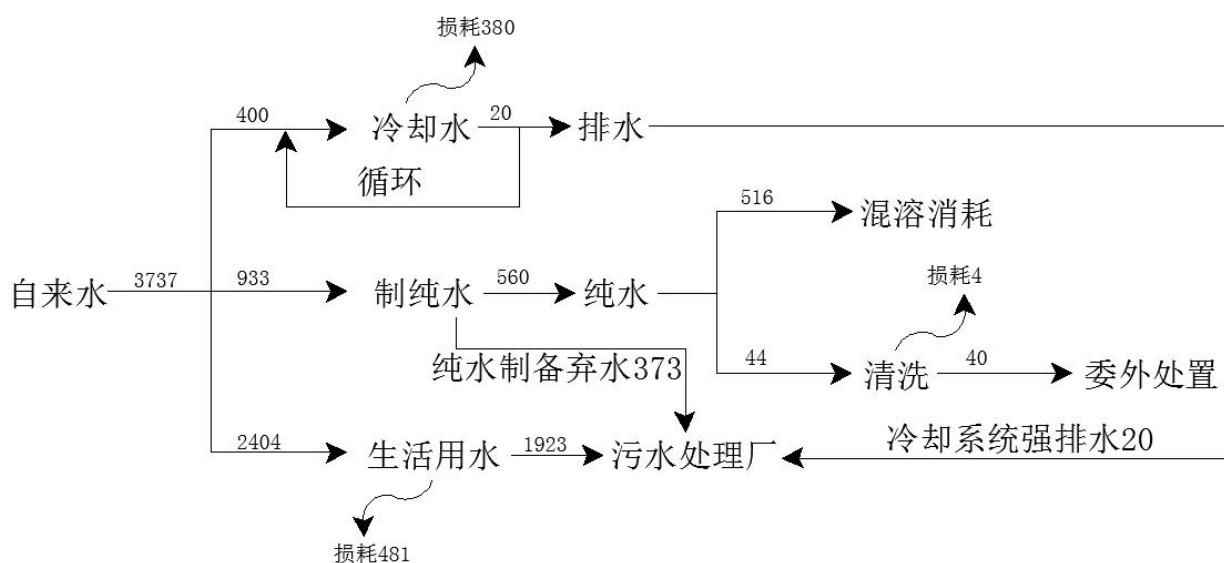 损耗380
400
冷却水
20
排水
循环
516
混溶消耗
自来水
3737
933
制纯水
560
纯水
损耗4
纯水制备弃水373
44
清洗
40
委外处置
2404
生活用水
1923
污水处理厂
冷却系统强排水20
损耗481